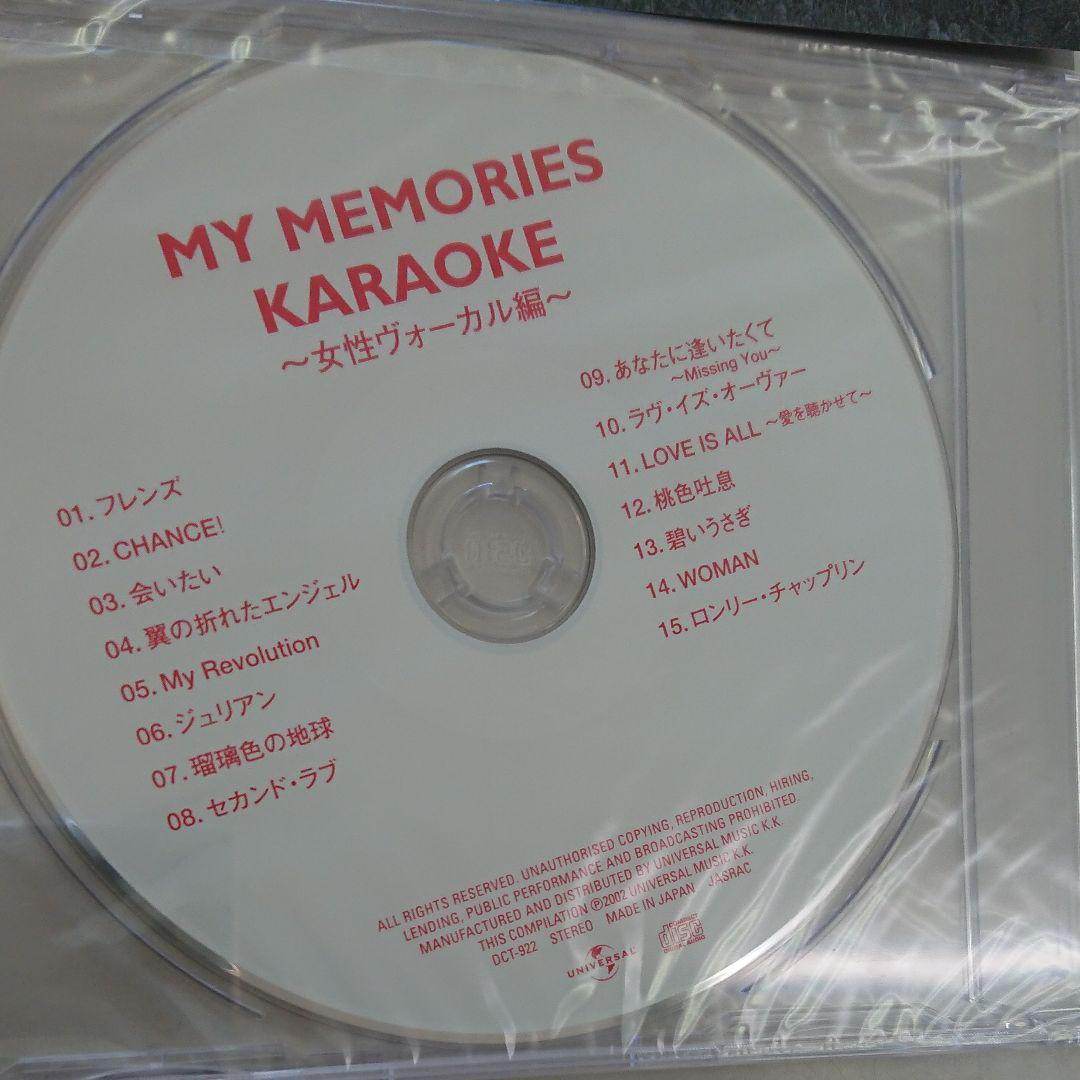 MY MEMORIES
KARAOKE
～女性ヴォーカル編～
01.フレンズ
02.CHANCE!
03.会いたい
04.翼の折れたエンジェル
05.My Revolution
06.ジュリアン
07.瑠璃色の地球
08.セカンド・ラブ
09.あなたに逢いたくて
～Missing You～
10.ラヴ・イズ・オーヴァー
11.LOVE IS ALL ～愛を聴かせて～
12.桃色吐息
13.碧いうさぎ
14.WOMAN
15.ロンリー・チャップリン
ALL RIGHTS RESERVED. UNAUTHORISED COPYING, REPRODUCTION, HIRING,
LENDING, PUBLIC PERFORMANCE AND BROADCASTING PROHIBITED.
MANUFACTURED AND DISTRIBUTED BY UNIVERSAL MUSIC K.K.
THIS COMPILATION ℗2002 UNIVERSAL MUSIC K.K.
DCT-922 STEREO MADE IN JAPAN JASRAC
UNIVERSAL
COMPACT
disc
DIGITAL AUDIO